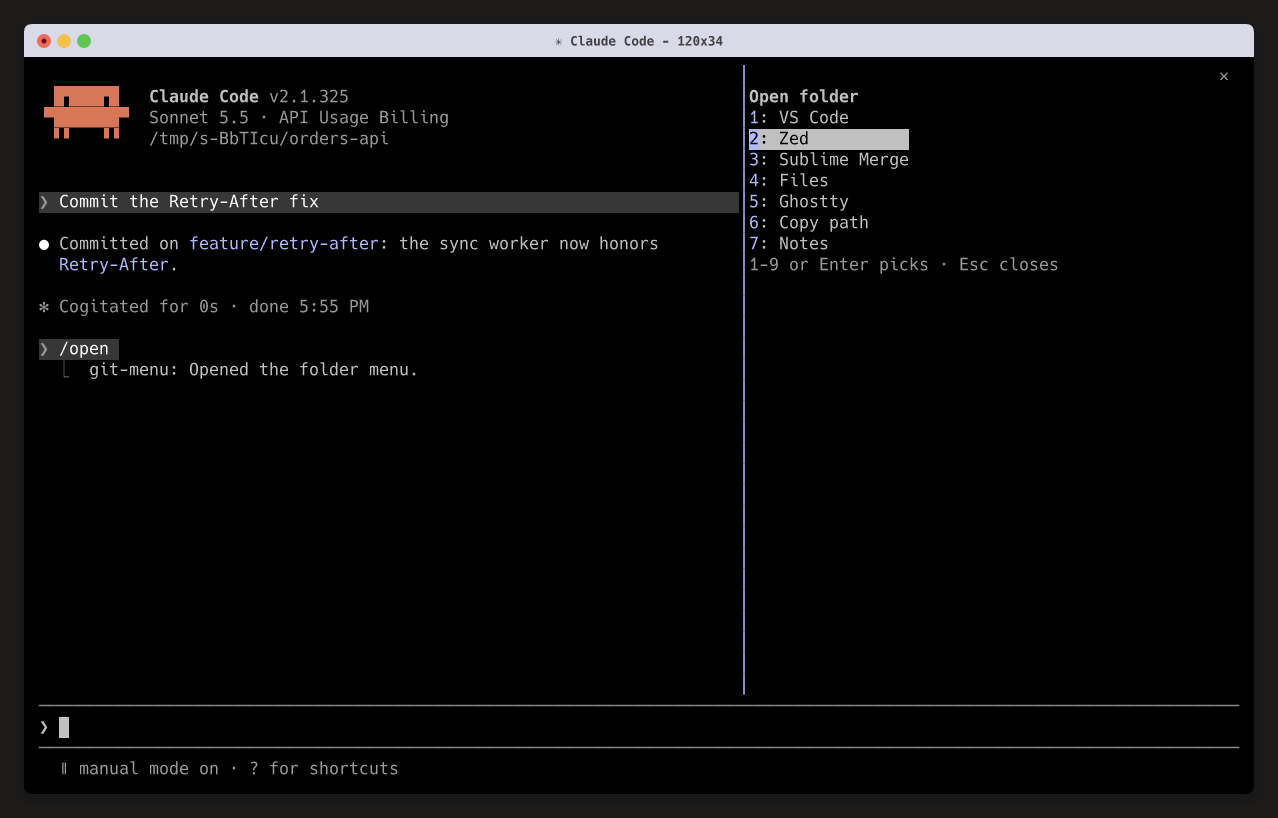 ✳ Claude Code - 120x34
Claude Code v2.1.325
Sonnet 5.5 · API Usage Billing
/tmp/s-BbTIcu/orders-api
❯ Commit the Retry-After fix
● Committed on feature/retry-after: the sync worker now honors
Retry-After.
✻ Cogitated for 0s · done 5:55 PM
❯ /open
⎿ git-menu: Opened the folder menu.
×
Open folder
1: VS Code
2: Zed
3: Sublime Merge
4: Files
5: Ghostty
6: Copy path
7: Notes
1-9 or Enter picks · Esc closes
❯
⏸ manual mode on · ? for shortcuts